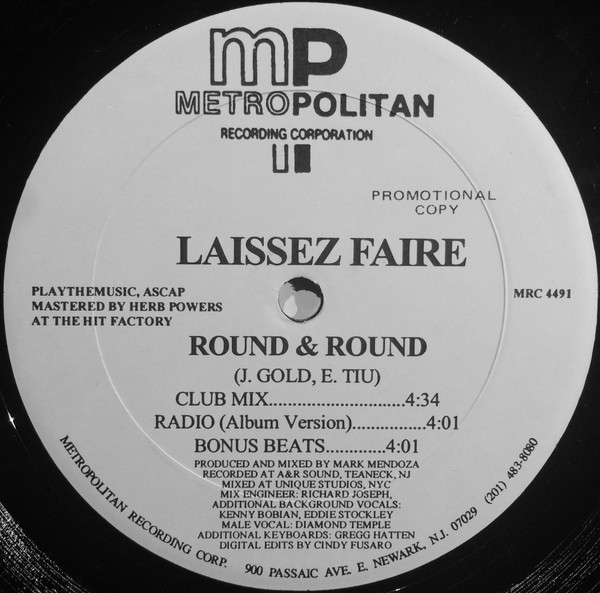 mP
METROPOLITAN
RECORDING CORPORATION
PROMOTIONAL
COPY
LAISSEZ FAIRE
PLAYTHEMUSIC, ASCAP
MASTERED BY HERB POWERS
AT THE HIT FACTORY
MRC 4491
ROUND & ROUND
(J. GOLD, E. TIU)
CLUB MIX............................4:34
RADIO (Album Version)................4:01
BONUS BEATS.............4:01
PRODUCED AND MIXED BY MARK MENDOZA
RECORDED AT A&R SOUND, TEANECK, NJ
MIXED AT UNIQUE STUDIOS, NYC
MIX ENGINEER: RICHARD JOSEPH,
ADDITIONAL BACKGROUND VOCALS:
KENNY BOBIAN, EDDIE STOCKLEY
MALE VOCAL: DIAMOND TEMPLE
ADDITIONAL KEYBOARDS: GREGG HATTEN
DIGITAL EDITS BY CINDY FUSARO
METROPOLITAN RECORDING CORP. 900 PASSAIC AVE. E. NEWARK, N.J. 07029 (201) 483-8080